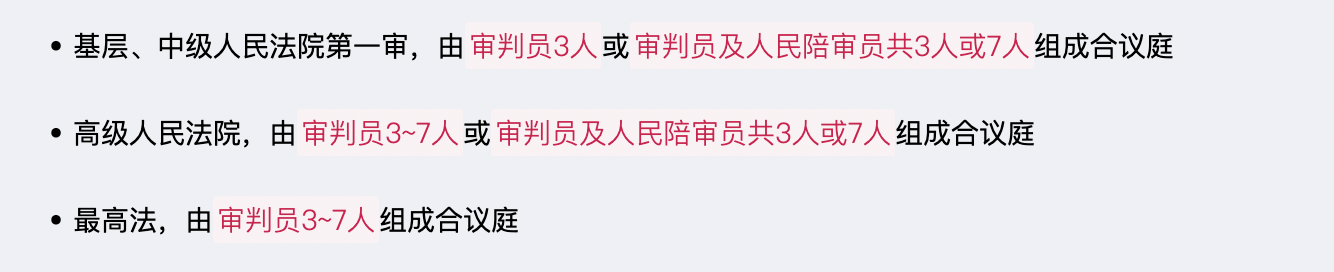 • 基层、中级人民法院第一审，由审判员3人或审判员及人民陪审员共3人或7人组成合议庭
• 高级人民法院，由审判员3~7人或审判员及人民陪审员共3人或7人组成合议庭
• 最高法，由审判员3~7人组成合议庭